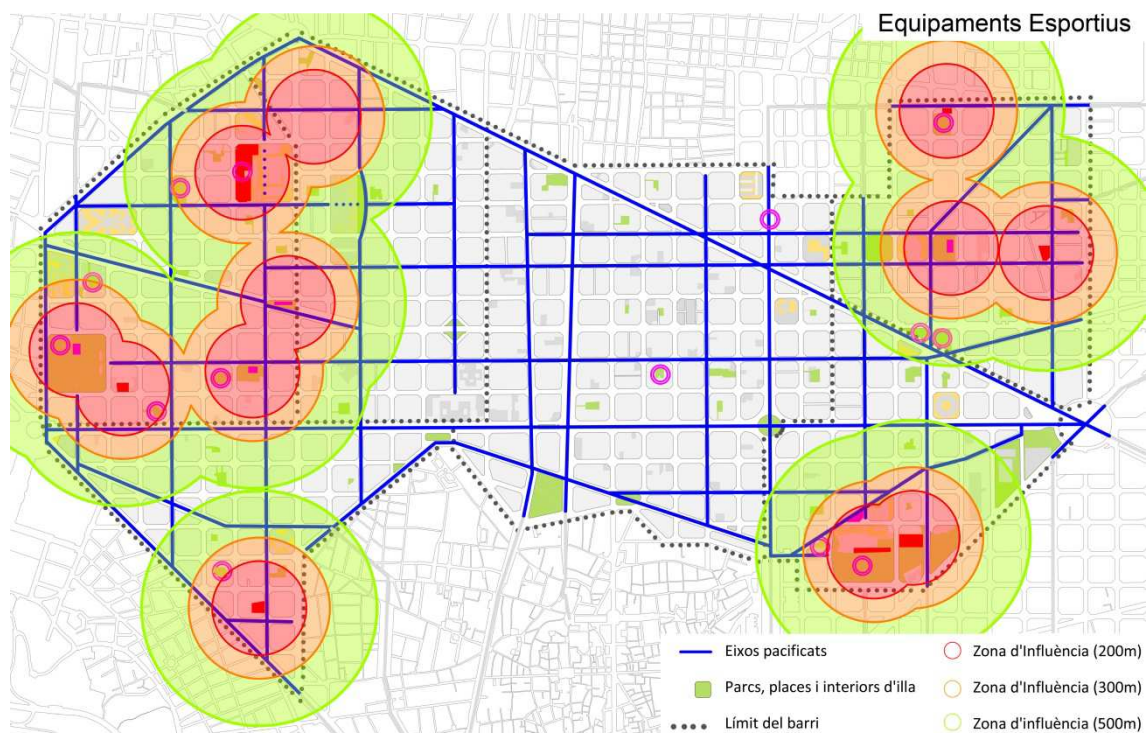 Equipaments Esportius
Eixos pacificats
Parcs, places i interiors d'illa
Límit del barri
Zona d'Influència (200m)
Zona d'Influència (300m)
Zona d'influència (500m)